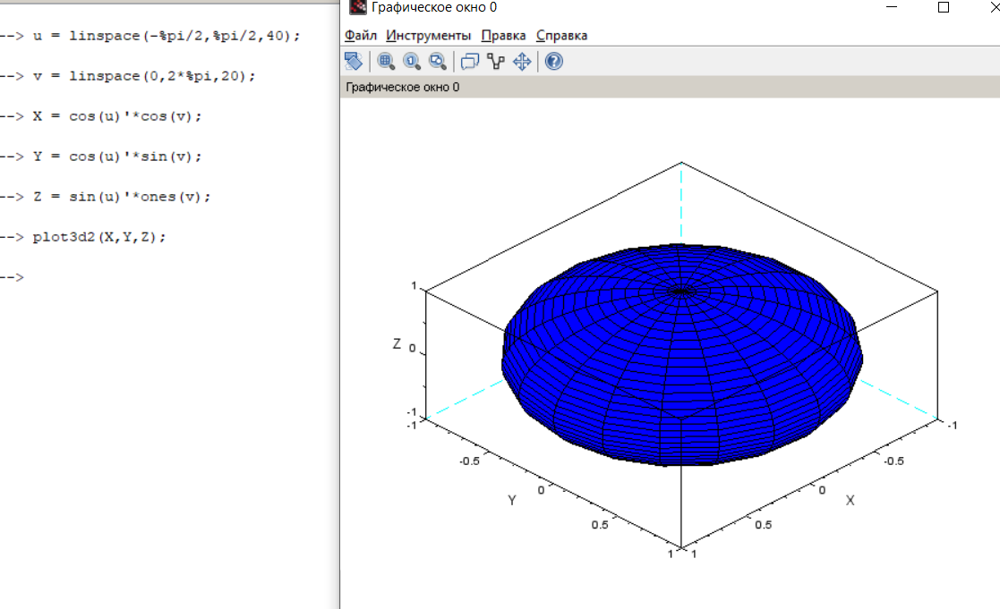 --> u = linspace(-%pi/2,%pi/2,40);
--> v = linspace(0,2*%pi,20);
--> X = cos(u)'*cos(v);
--> Y = cos(u)'*sin(v);
--> Z = sin(u)'*ones(v);
--> plot3d2(X,Y,Z);
-->
Графическое окно 0
Файл Инструменты Правка Справка
Графическое окно 0
1
Z 0
-1
-1
-0.5
0
Y
0.5
1
1
0.5
0
X
-0.5
-1